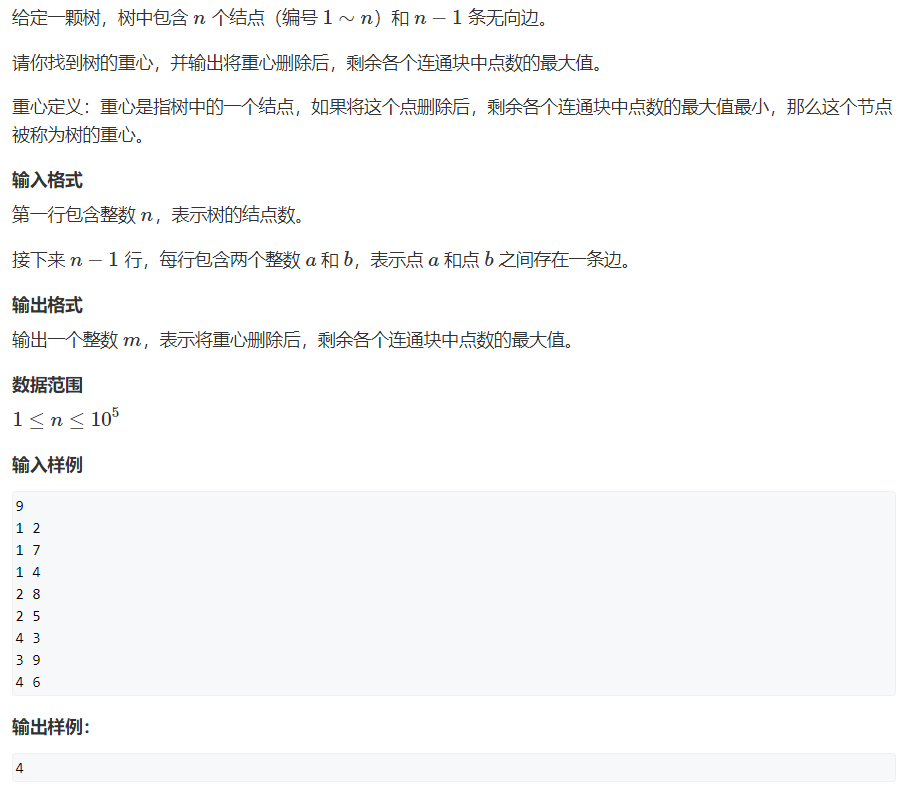 给定一颗树，树中包含 n 个结点（编号 1 ∼ n）和 n − 1 条无向边。
请你找到树的重心，并输出将重心删除后，剩余各个连通块中点数的最大值。
重心定义：重心是指树中的一个结点，如果将这个点删除后，剩余各个连通块中点数的最大值最小，那么这个节点
被称为树的重心。
输入格式
第一行包含整数 n，表示树的结点数。
接下来 n − 1 行，每行包含两个整数 a 和 b，表示点 a 和点 b 之间存在一条边。
输出格式
输出一个整数 m，表示将重心删除后，剩余各个连通块中点数的最大值。
数据范围
1 ≤ n ≤ 10⁵
输入样例
9
1 2
1 7
1 4
2 8
2 5
4 3
3 9
4 6
输出样例：
4